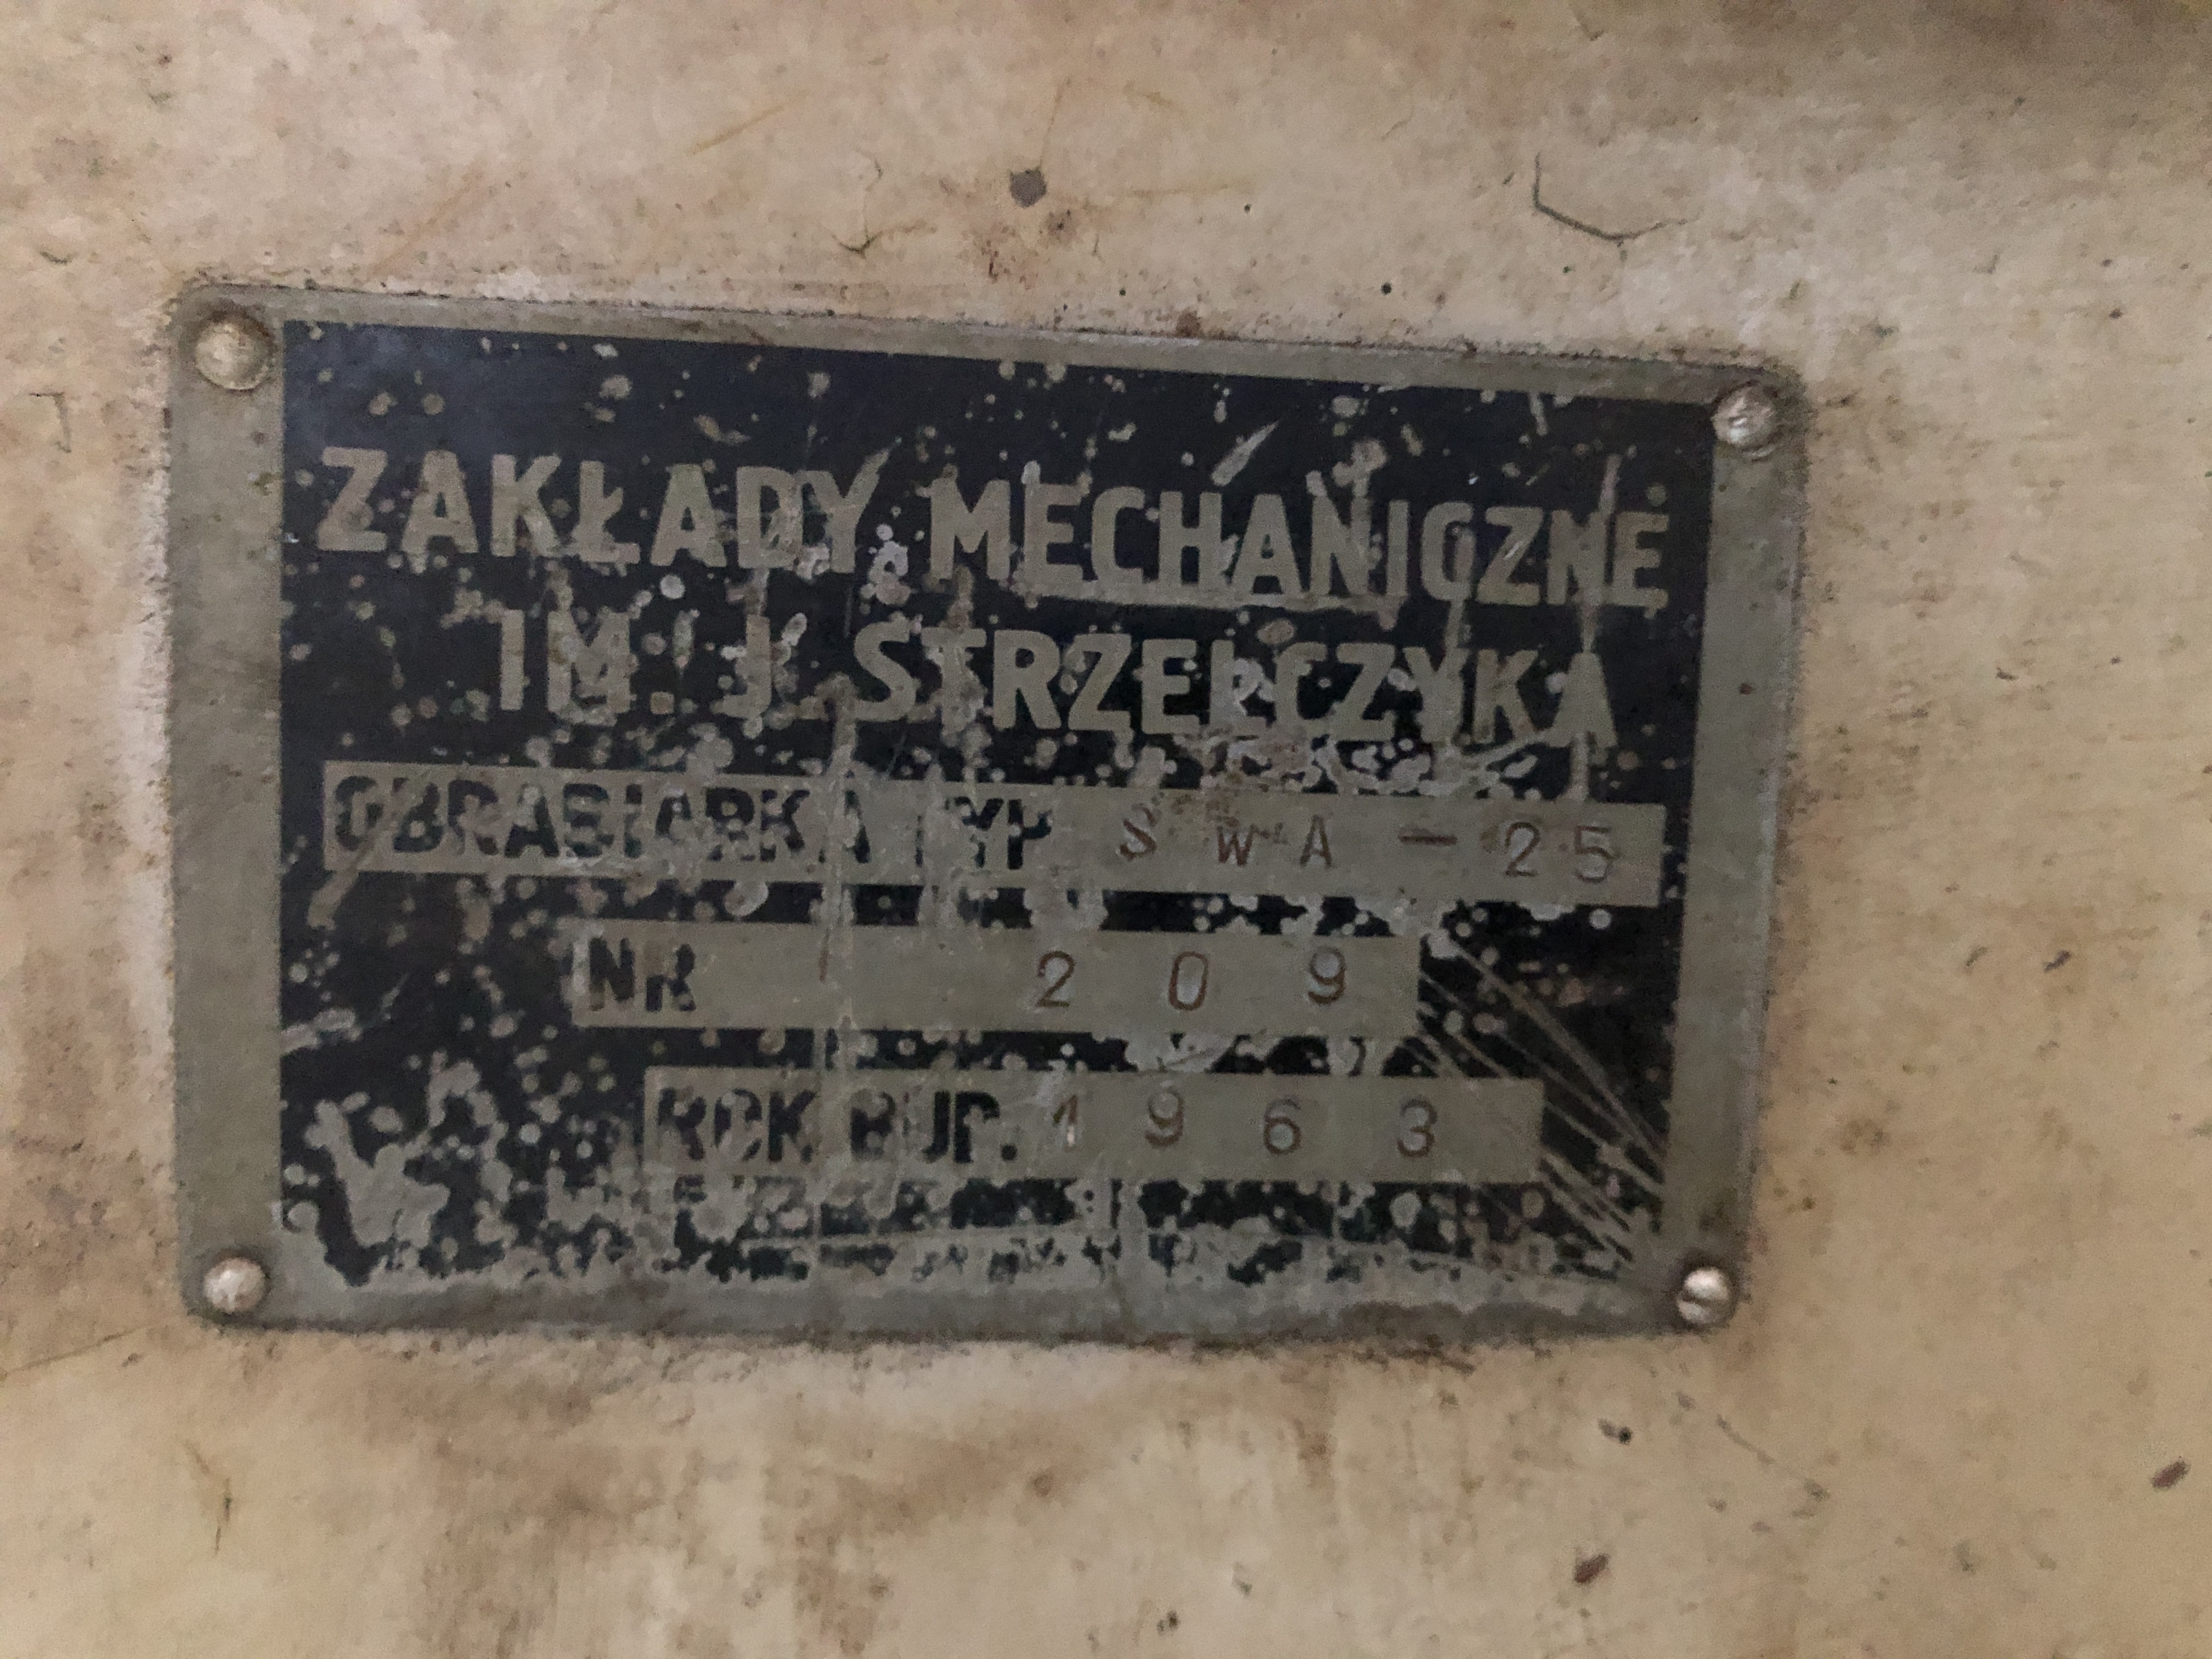 ZAKŁADY MECHANICZNE
IM. J. STRZELCZYKA
OBRABIARKA TYP SWA-25
NR 209
ROK BUD. 1963